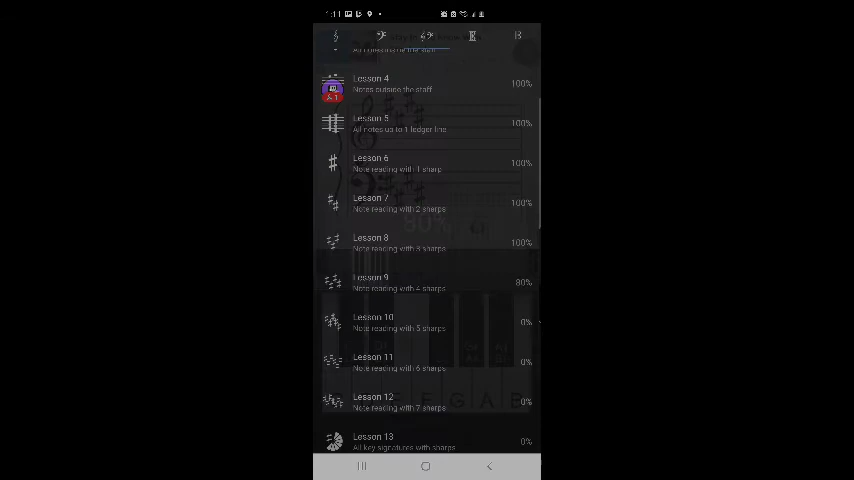 1:11
Lesson 4
Notes outside the staff
100%
Lesson 5
All notes up to 1 ledger line
100%
Lesson 6
Note reading with 1 sharp
100%
Lesson 7
Note reading with 2 sharps
100%
Lesson 8
Note reading with 3 sharps
100%
Lesson 9
Note reading with 4 sharps
80%
Lesson 10
Note reading with 5 sharps
0%
Lesson 11
Note reading with 6 sharps
0%
Lesson 12
Note reading with 7 sharps
0%
Lesson 13
All key signatures with sharps
0%